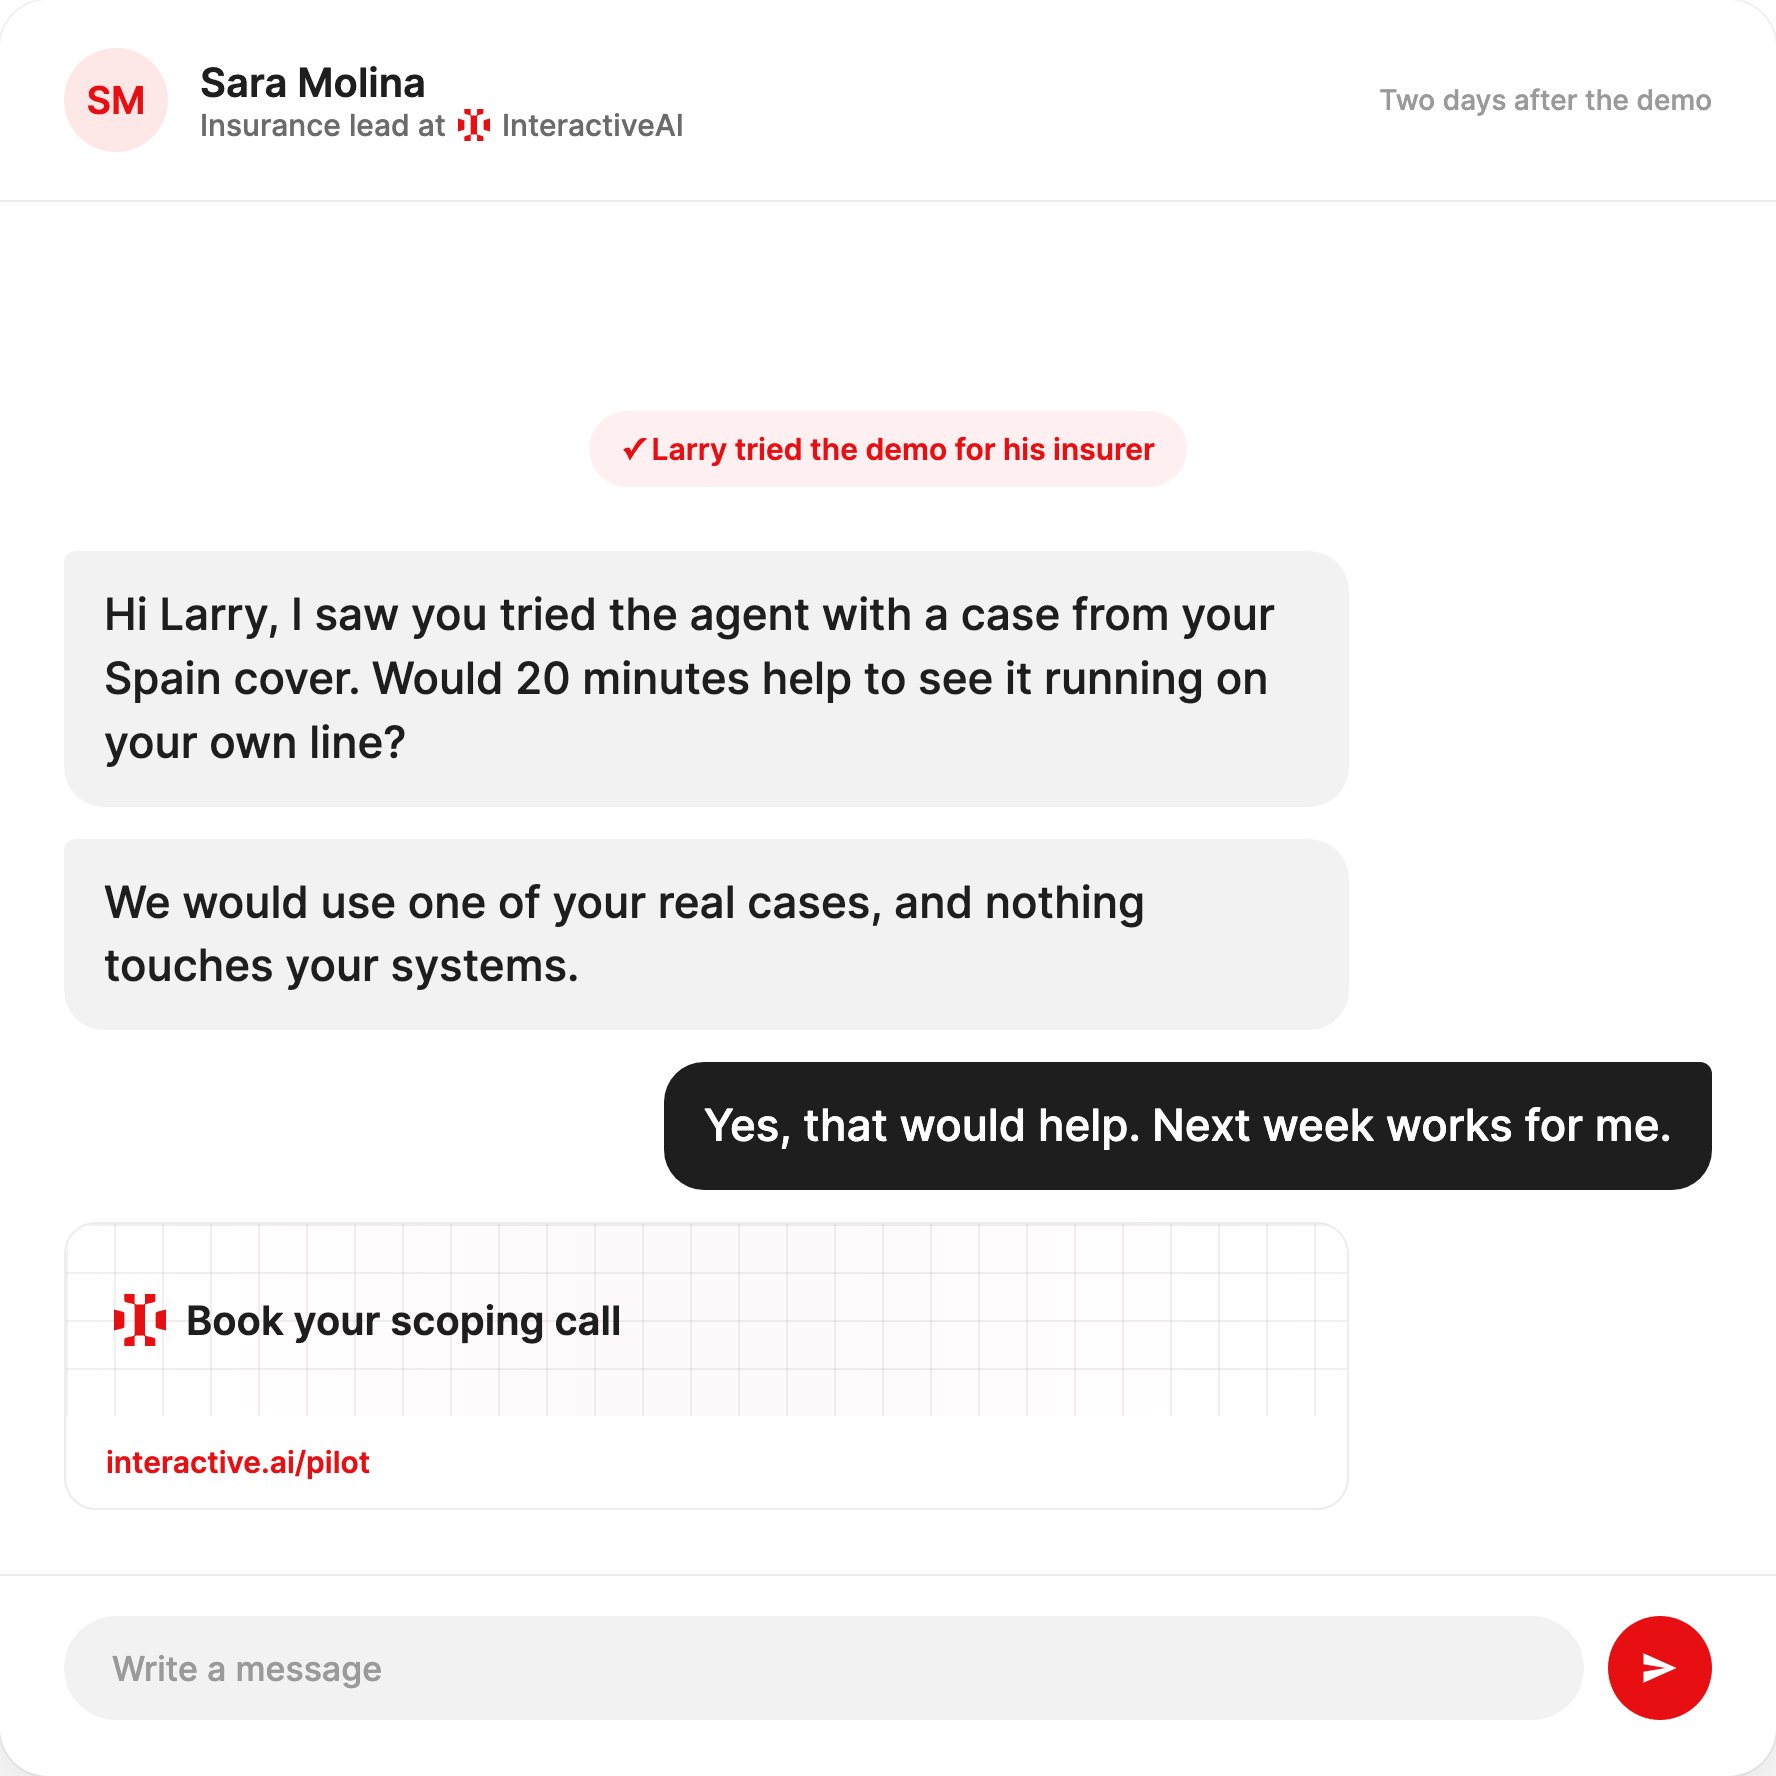 SM
Sara Molina
Insurance lead at InteractiveAI
Two days after the demo
✓ Larry tried the demo for his insurer
Hi Larry, I saw you tried the agent with a case from your
Spain cover. Would 20 minutes help to see it running on
your own line?
We would use one of your real cases, and nothing
touches your systems.
Yes, that would help. Next week works for me.
Book your scoping call
interactive.ai/pilot
Write a message